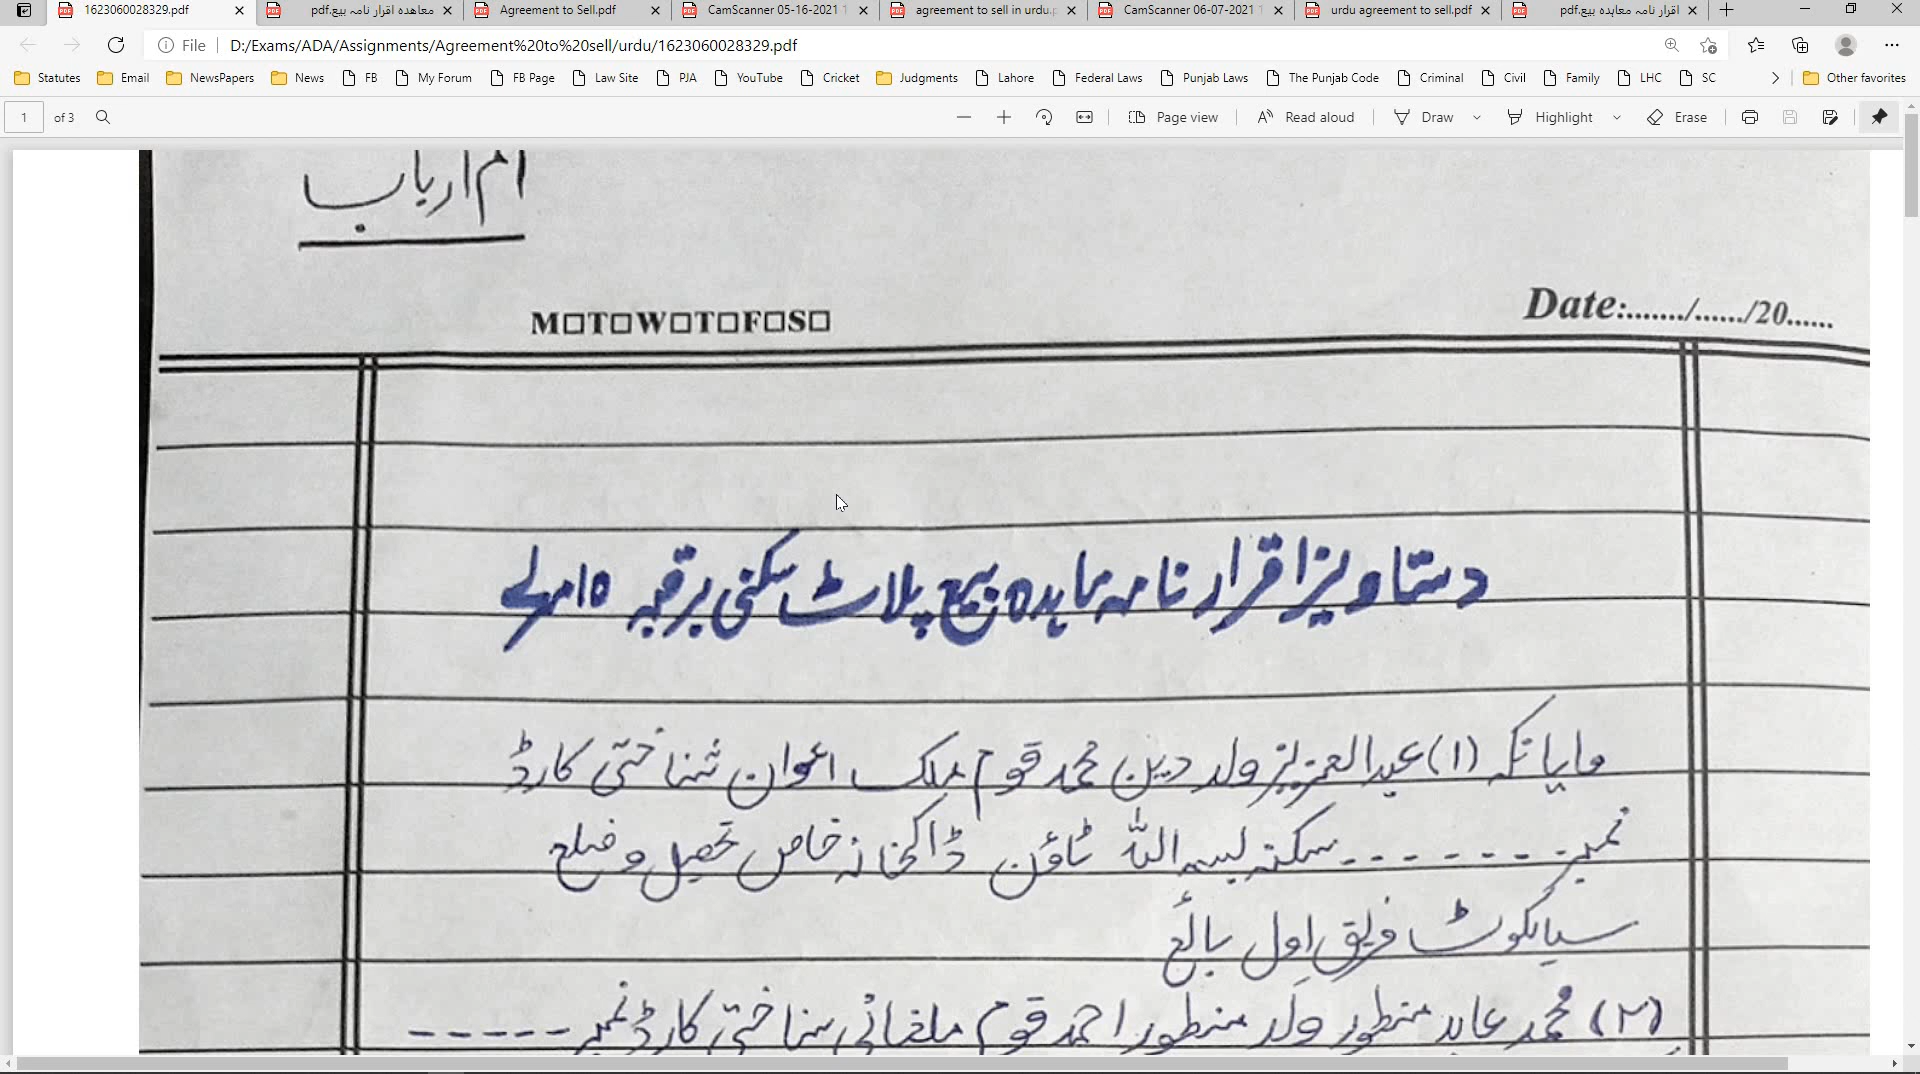 1623060028329.pdf
معاهده اقرار نامہ بیع.pdf
Agreement to Sell.pdf
CamScanner 05-16-2021 1
agreement to sell in urdu.p
CamScanner 06-07-2021 1
urdu agreement to sell.pdf
اقرار نامہ معاہدہ بیع.pdf
File D:/Exams/ADA/Assignments/Agreement%20to%20sell/urdu/1623060028329.pdf
Statutes Email NewsPapers News FB My Forum FB Page Law Site PJA YouTube Cricket Judgments Lahore Federal Laws Punjab Laws The Punjab Code Criminal Civil Family LHC SC Other favorites
1 of 3 Page view Read aloud Draw Highlight Erase
ام ارباب
M□T□W□T□F□S□
Date:......./....../20......
دستاویز اقرار نامہ معاہدہ بیع پلاٹ سکنی برقبہ ۱۵ مرلے
مابیانکہ (۱) عبدالعزیز ولد دین محمد قوم ملک اعوان شناختی کارڈ
نمبر ------- سکنہ بسم اللہ ٹاؤن ڈاکخانہ خاص تحصیل و ضلع
سیالکوٹ فریق اول بائع
(۲) محمد عابد منظور ولد منظور احمد قوم ملغانی شناختی کارڈ نمبر -----